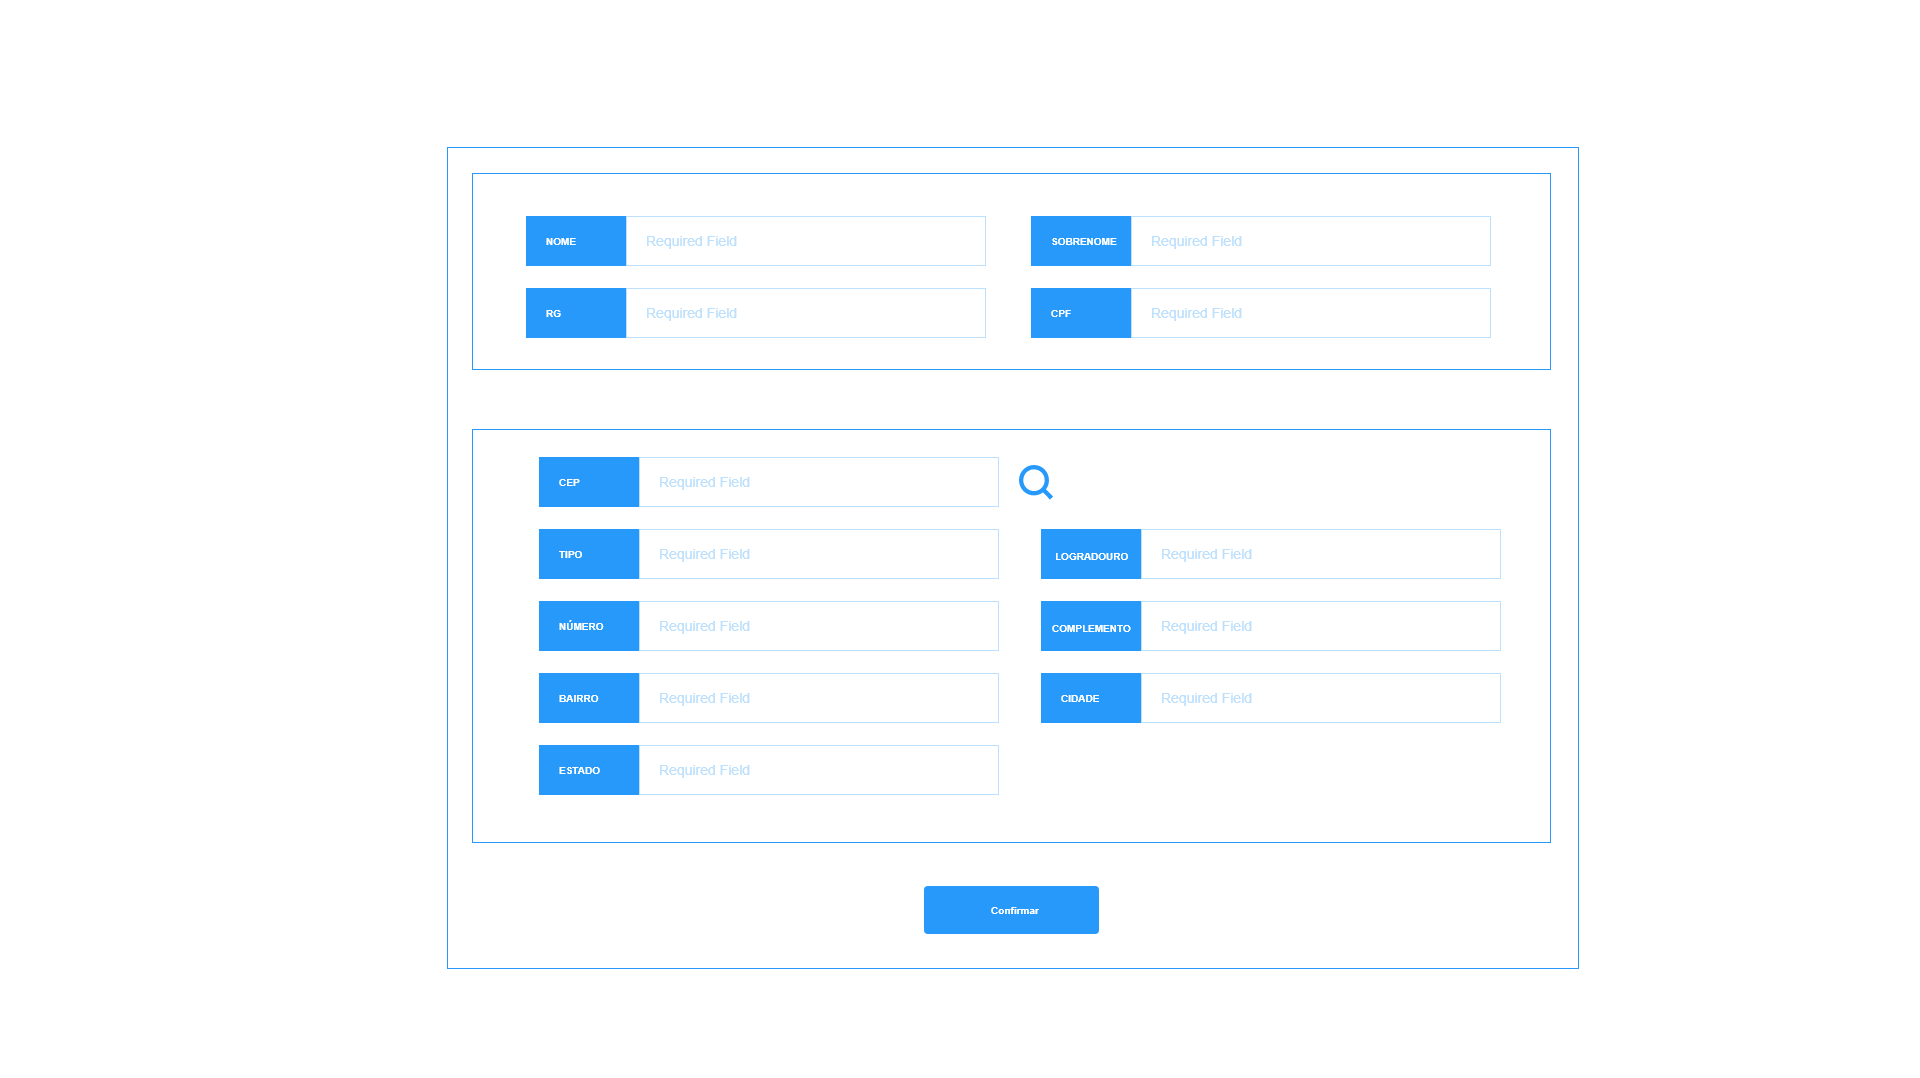 NOME Required Field SOBRENOME Required Field
RG Required Field CPF Required Field
CEP Required Field
TIPO Required Field LOGRADOURO Required Field
NÚMERO Required Field COMPLEMENTO Required Field
BAIRRO Required Field CIDADE Required Field
ESTADO Required Field
Confirmar